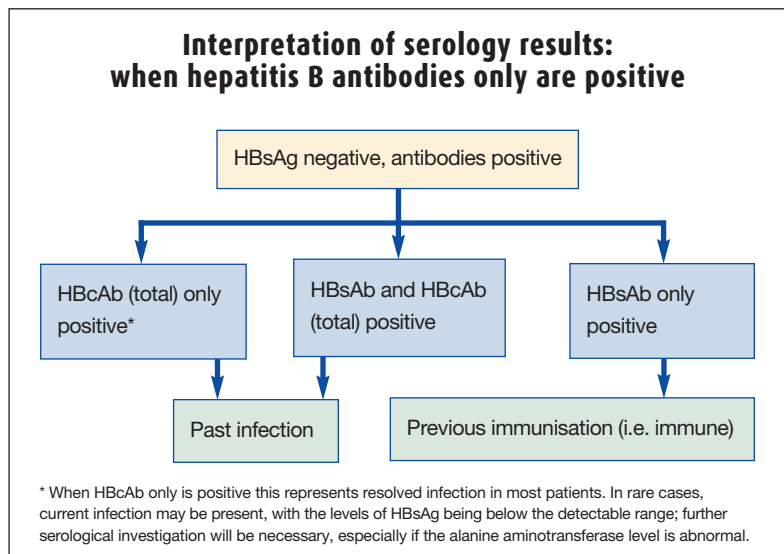 Interpretation of serology results:
when hepatitis B antibodies only are positive
HBsAg negative, antibodies positive
HBcAb (total) only
positive*
HBsAb and HBcAb
(total) positive
HBsAb only
positive
Past infection
Previous immunisation (i.e. immune)
* When HBcAb only is positive this represents resolved infection in most patients. In rare cases,
current infection may be present, with the levels of HBsAg being below the detectable range; further
serological investigation will be necessary, especially if the alanine aminotransferase level is abnormal.